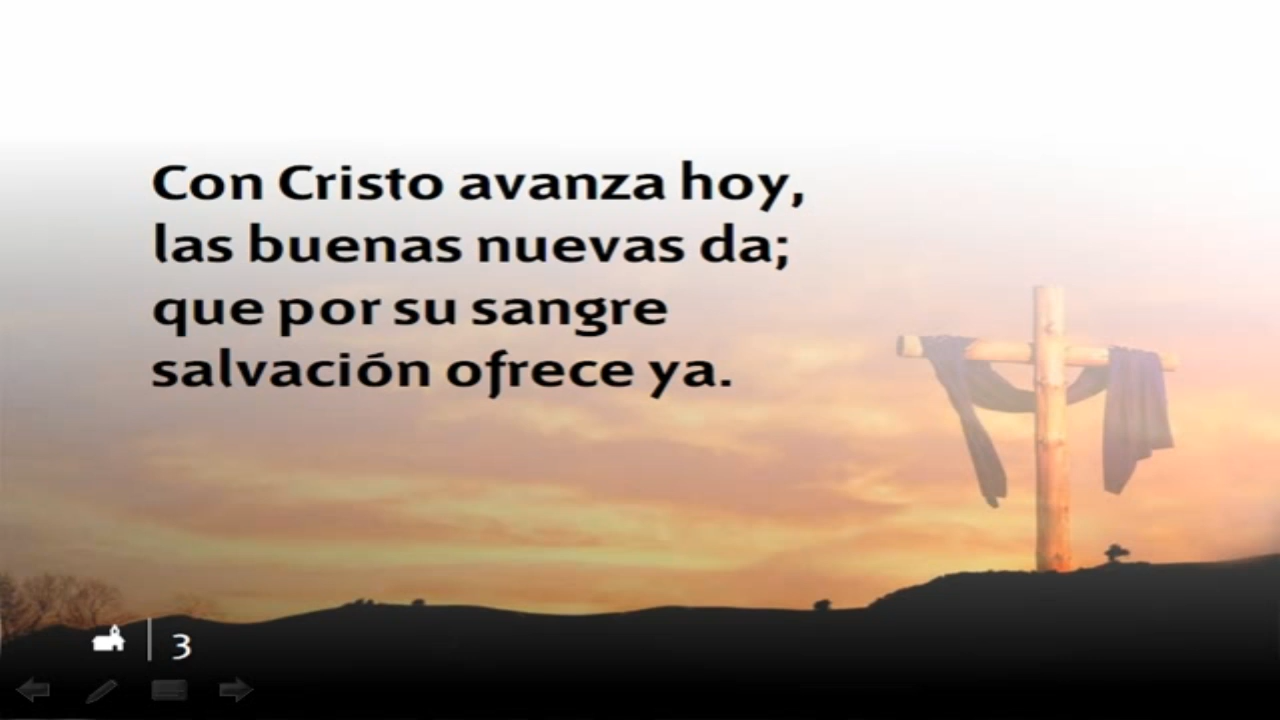 Con Cristo avanza hoy,
las buenas nuevas da;
que por su sangre
salvación ofrece ya.
3